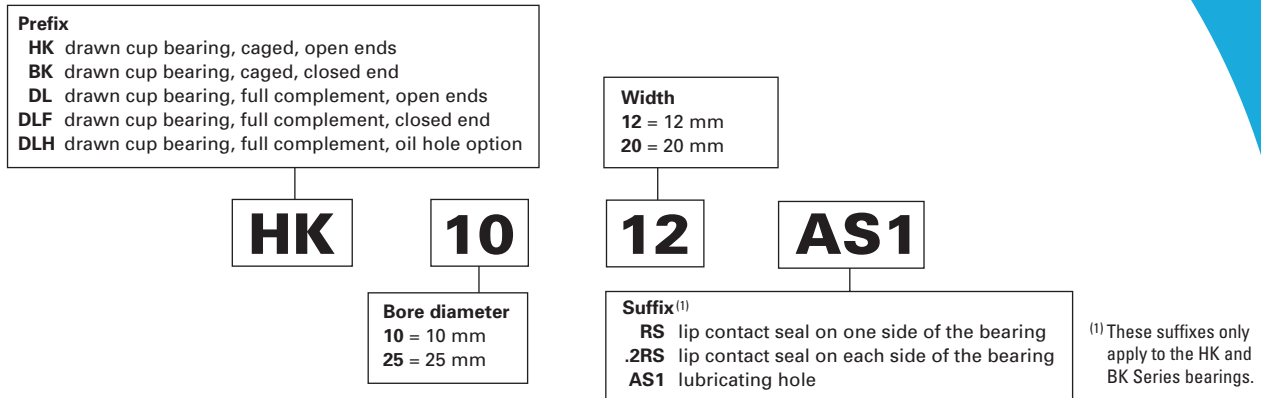 Prefix
HK drawn cup bearing, caged, open ends
BK drawn cup bearing, caged, closed end
DL drawn cup bearing, full complement, open ends
DLF drawn cup bearing, full complement, closed end
DLH drawn cup bearing, full complement, oil hole option
Width
12 = 12 mm
20 = 20 mm
HK 10 12 AS1
Bore diameter
10 = 10 mm
25 = 25 mm
Suffix(1)
RS lip contact seal on one side of the bearing
.2RS lip contact seal on each side of the bearing
AS1 lubricating hole
(1) These suffixes only
apply to the HK and
BK Series bearings.